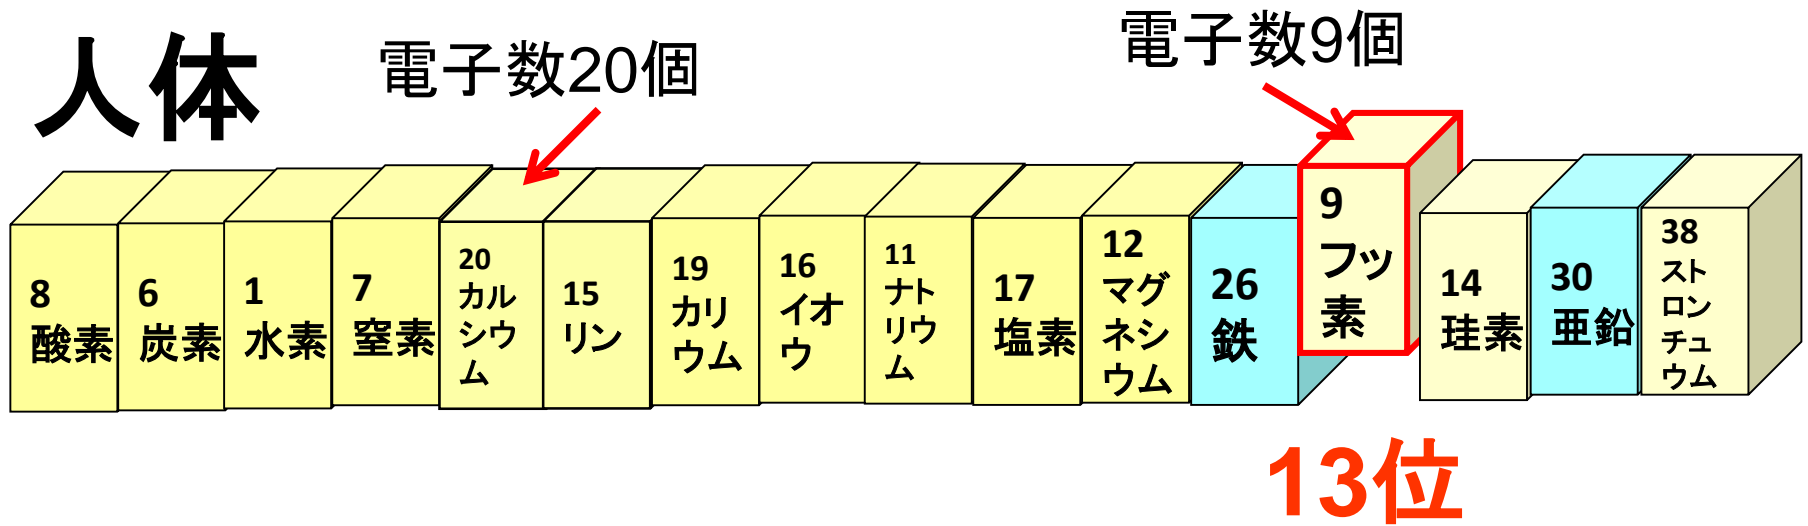 人体
電子数20個
電子数9個
8
酸素
6
炭素
1
水素
7
窒素
20
カル
シウ
ム
15
リン
19
カリ
ウム
16
イオ
ウ
11
ナト
リウ
ム
17
塩素
12
マグ
ネシ
ウム
26
鉄
9
フッ
素
14
珪素
30
亜鉛
38
スト
ロン
チュ
ウム
13位